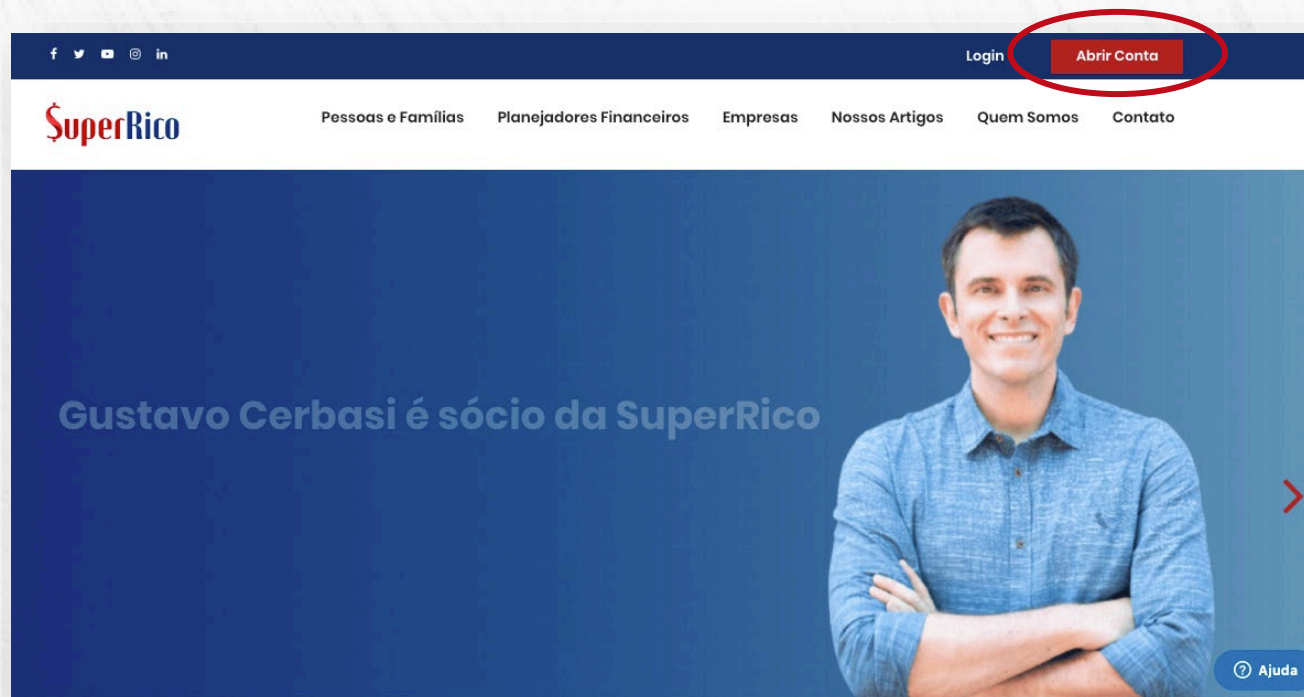 Login
Abrir Conta
SuperRico
Pessoas e Famílias
Planejadores Financeiros
Empresas
Nossos Artigos
Quem Somos
Contato
Gustavo Cerbasi é sócio da SuperRico
Ajuda